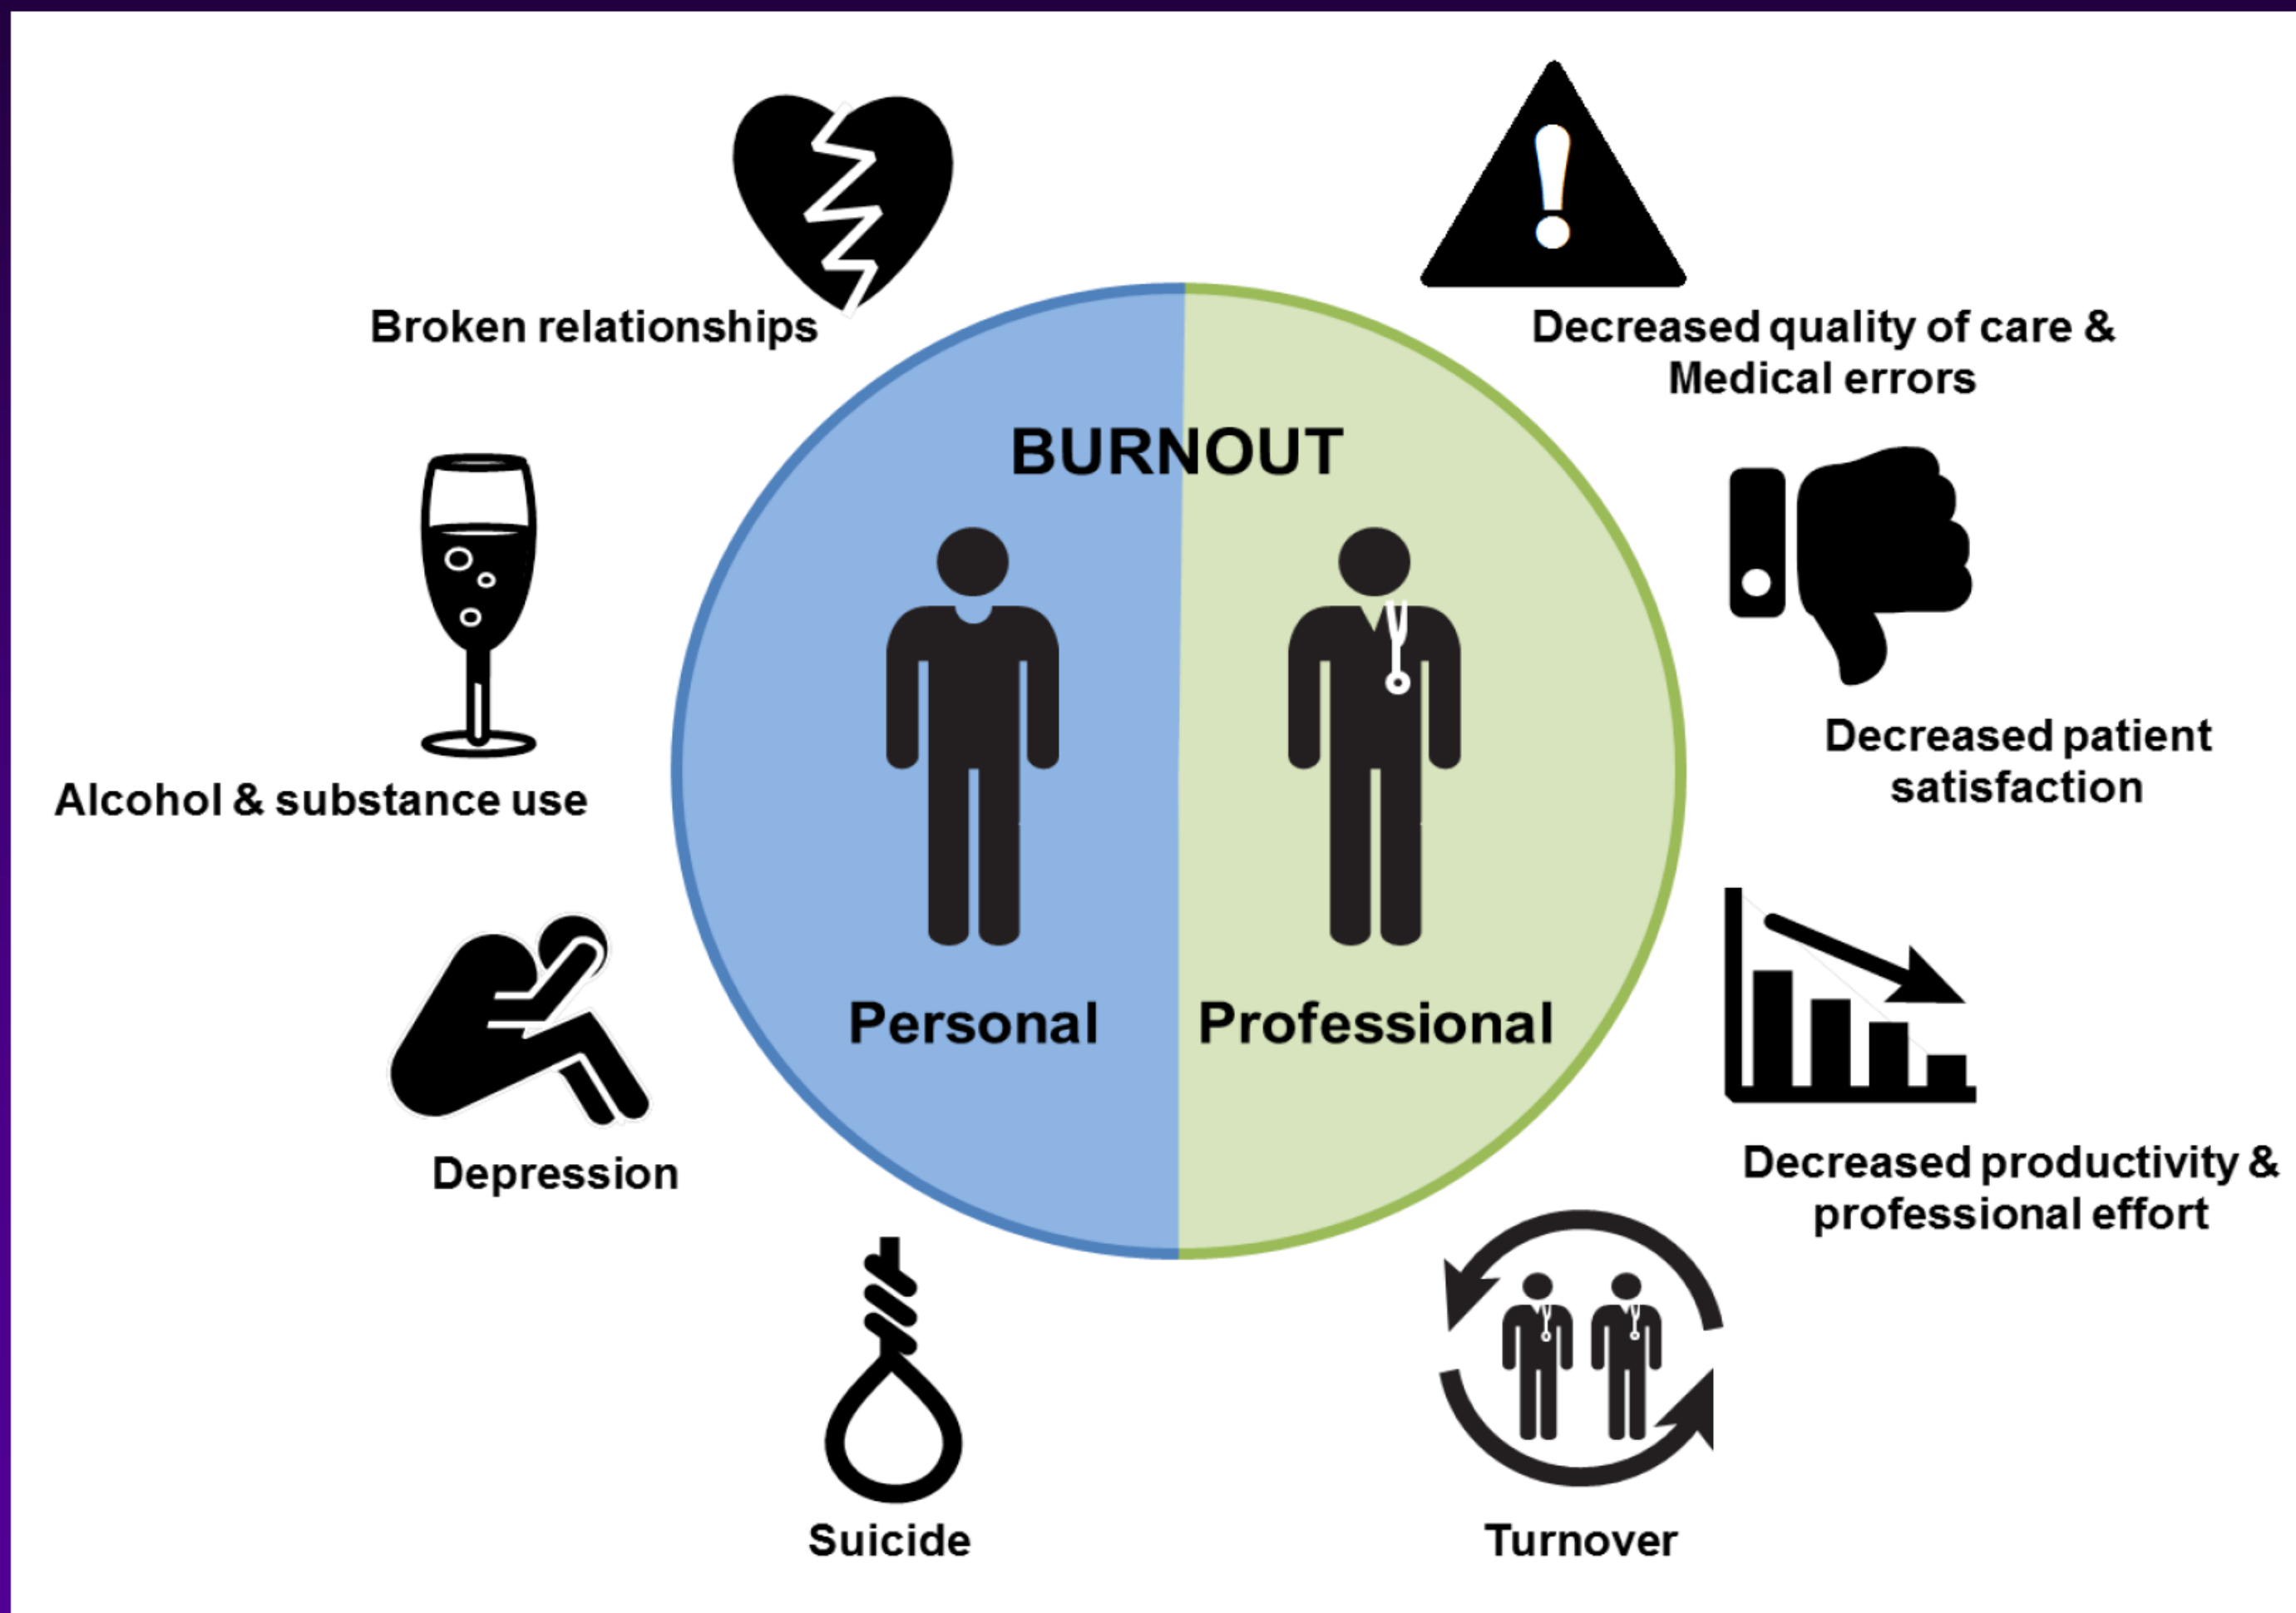 Broken relationships
Decreased quality of care &
Medical errors
BURNOUT
Alcohol & substance use
Decreased patient
satisfaction
Personal
Professional
Depression
Decreased productivity &
professional effort
Suicide
Turnover